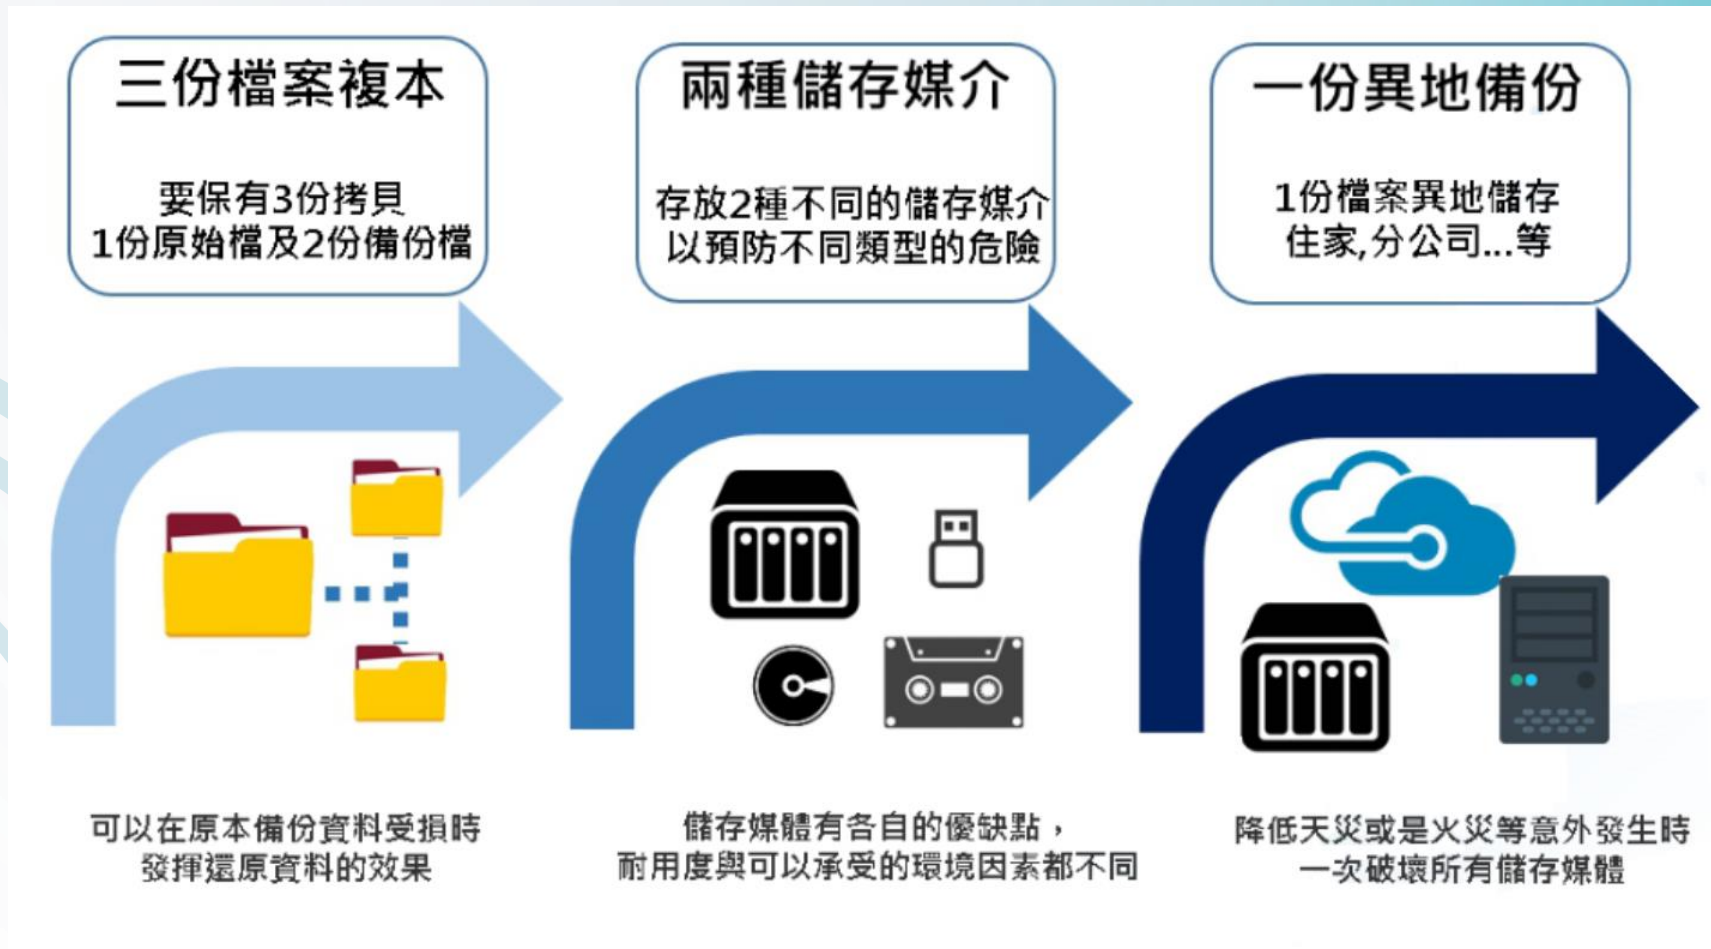 三份檔案複本
要保有3份拷貝
1份原始檔及2份備份檔
可以在原本備份資料受損時
發揮還原資料的效果
兩種儲存媒介
存放2種不同的儲存媒介
以預防不同類型的危險
儲存媒體有各自的優缺點，
耐用度與可以承受的環境因素都不同
一份異地備份
1份檔案異地儲存
住家,分公司...等
降低天災或是火災等意外發生時
一次破壞所有儲存媒體